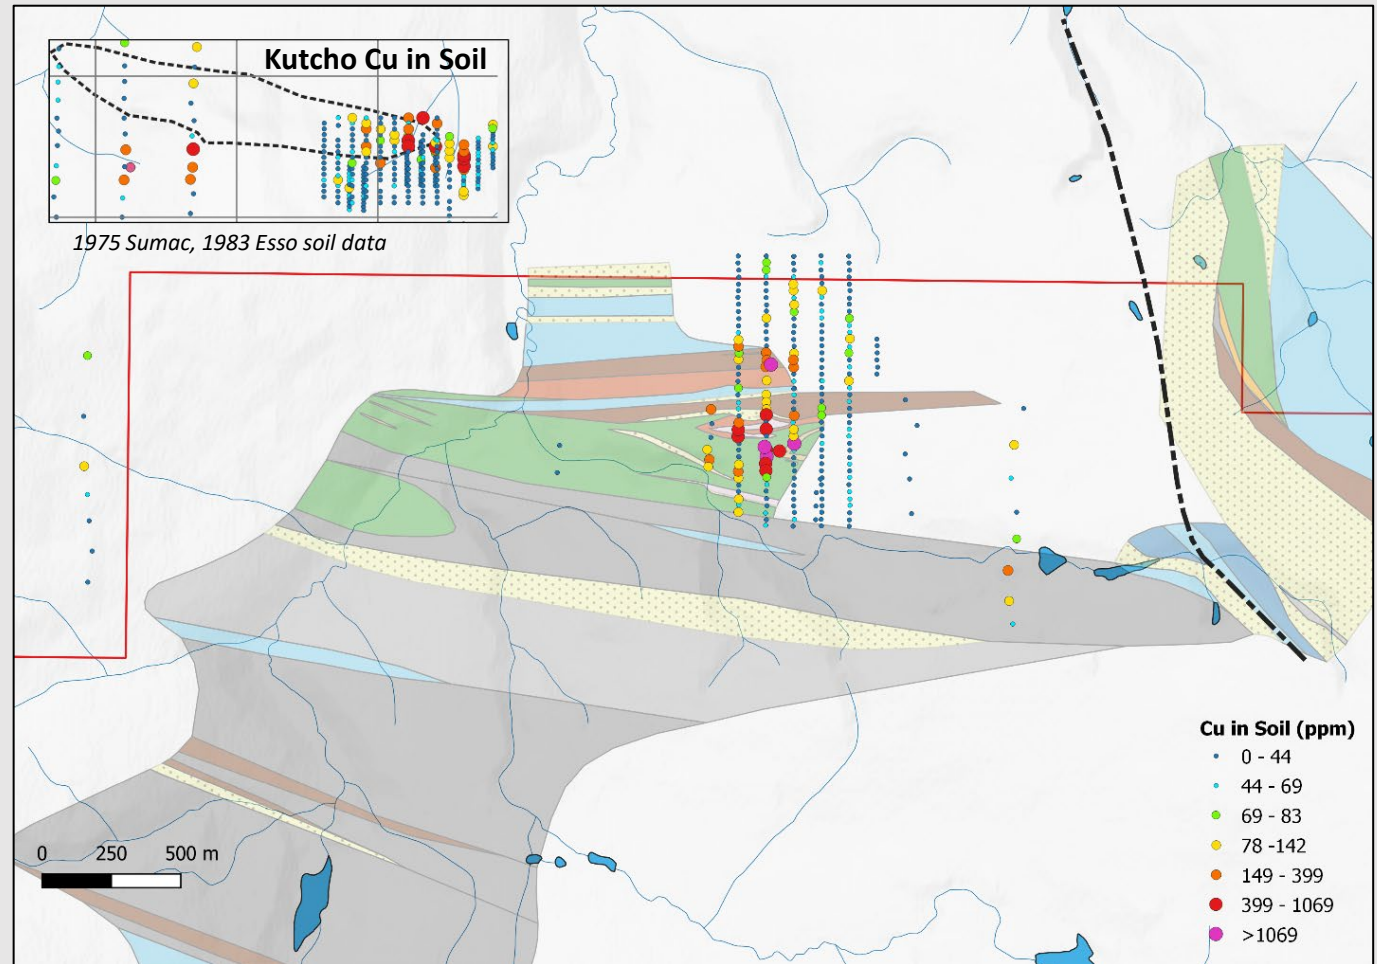 Kutcho Cu in Soil
1975 Sumac, 1983 Esso soil data
Cu in Soil (ppm)
0 - 44
44 - 69
69 - 83
78 -142
149 - 399
399 - 1069
>1069
0 250 500 m